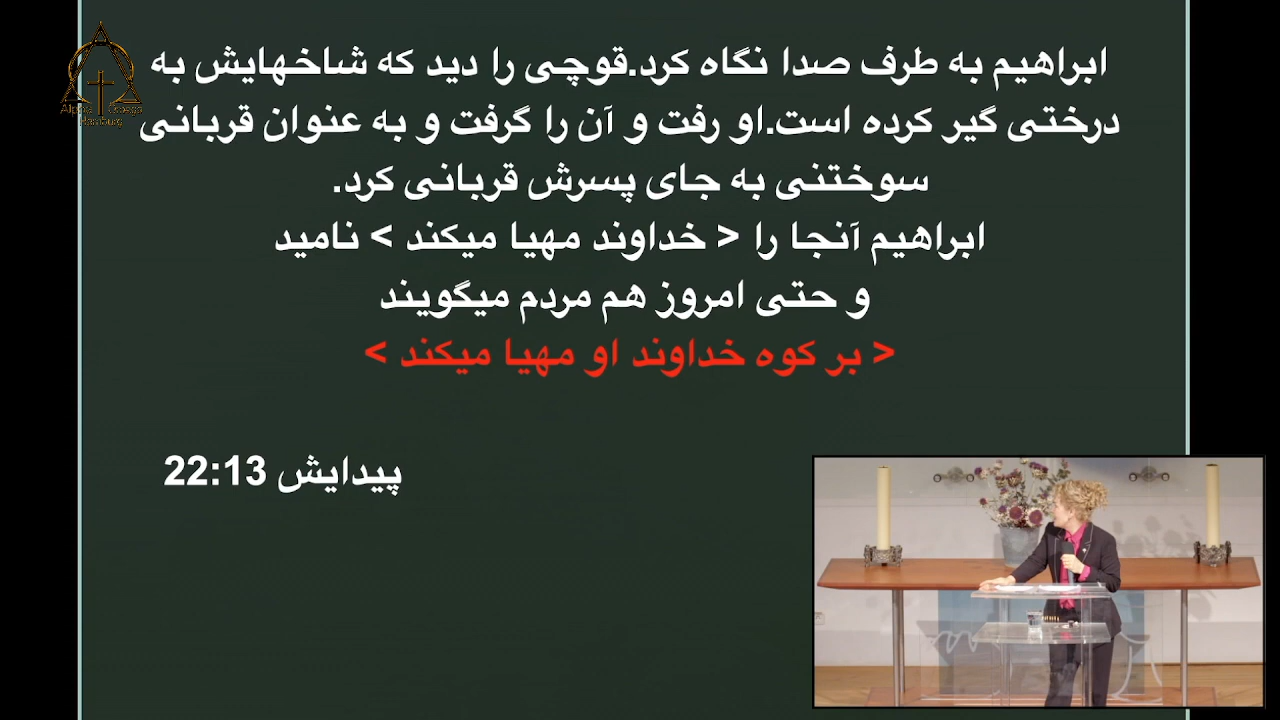 ابراهیم به طرف صدا نگاه کرد.قوچی را دید که شاخهایش به
درختی گیر کرده است.او رفت و آن را گرفت و به عنوان قربانی
سوختنی به جای پسرش قربانی کرد.
ابراهیم آنجا را < خداوند مهیا میکند > نامید
و حتی امروز هم مردم میگویند
< بر کوه خداوند او مهیا میکند >
پیدایش 22:13
Hamburg